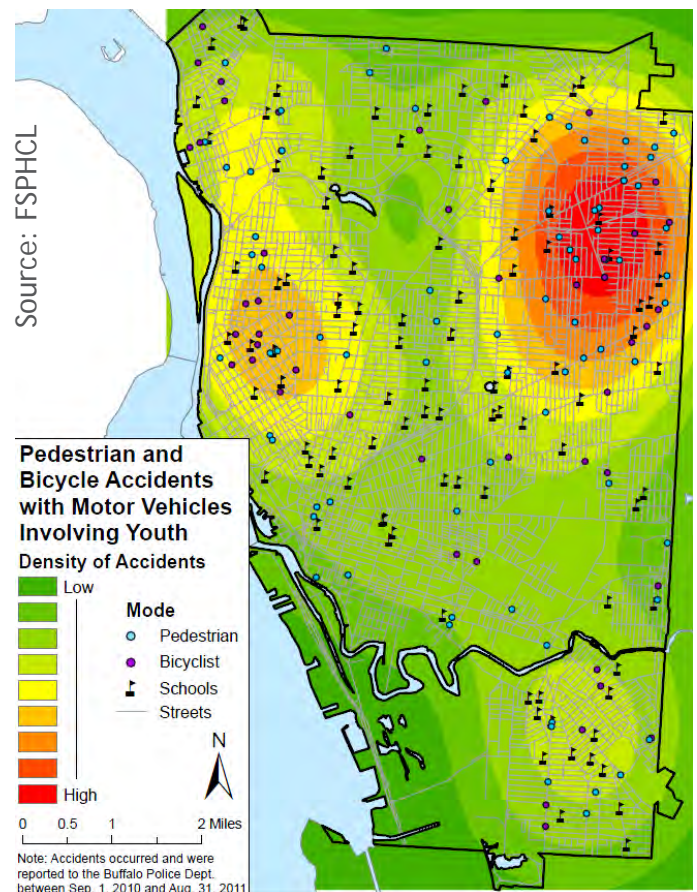 Source: FSPHCL
Pedestrian and
Bicycle Accidents
with Motor Vehicles
Involving Youth
Density of Accidents
Low
High
Mode
Pedestrian
Bicyclist
Schools
Streets
N
0 0.5 1 2 Miles
Note: Accidents occurred and were
reported to the Buffalo Police Dept.
between Sep. 1, 2010 and Aug. 31, 2011